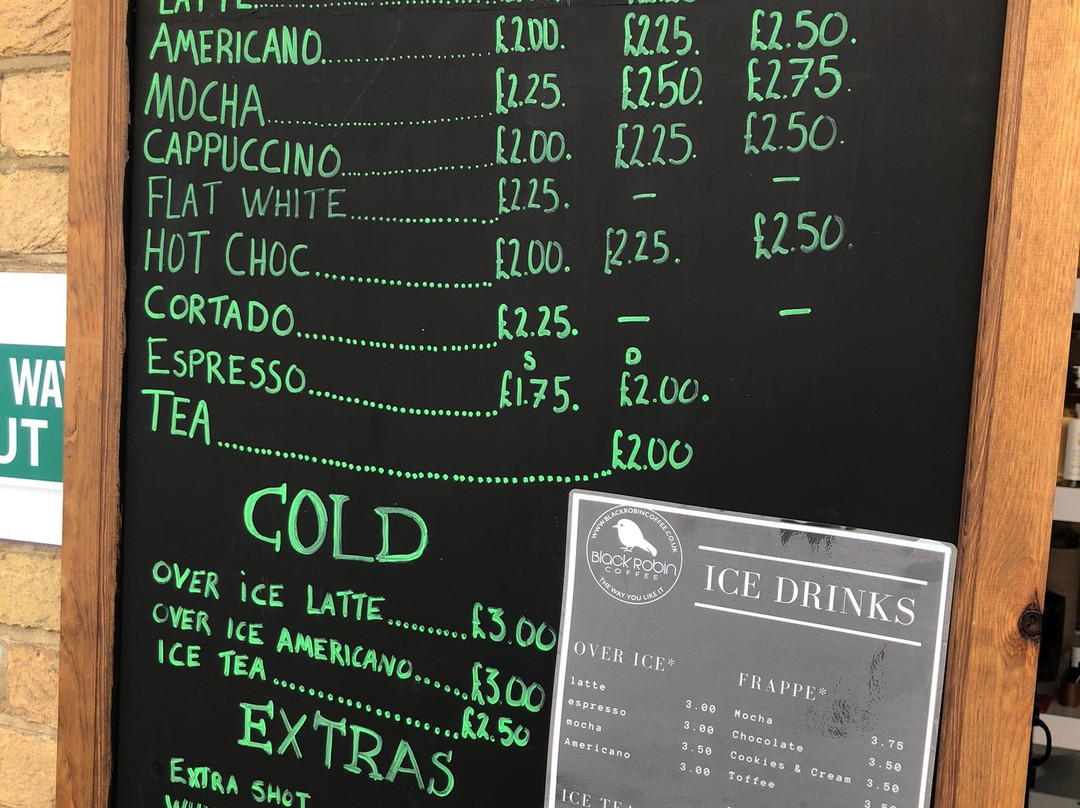 LATTE
AMERICANO................£2.00. £2.25. £2.50.
MOCHA................£2.25. £2.50. £2.75.
CAPPUCCINO................£2.00. £2.25. £2.50.
FLAT WHITE................£2.25. — —
HOT CHOC................£2.00. £2.25. £2.50.
CORTADO................£2.25. — —
S D
ESPRESSO................£1.75. £2.00.
TEA................£2.00
COLD
OVER iCE LATTE..........£3.00
OVER ICE AMERICANO......£3.00
ICE TEA................£2.50
EXTRAS
EXTRA SHOT
WAY
UT
WWW.BLACKROBINCOFFEE.CO.UK
Black Robin
COFFEE
THE WAY YOU LIKE IT
ICE DRINKS
OVER ICE*
latte 3.00
espresso 3.00
mocha 3.50
Americano 3.00
ICE TEA
FRAPPE*
Mocha 3.75
Chocolate 3.50
Cookies & Cream 3.50
Toffee